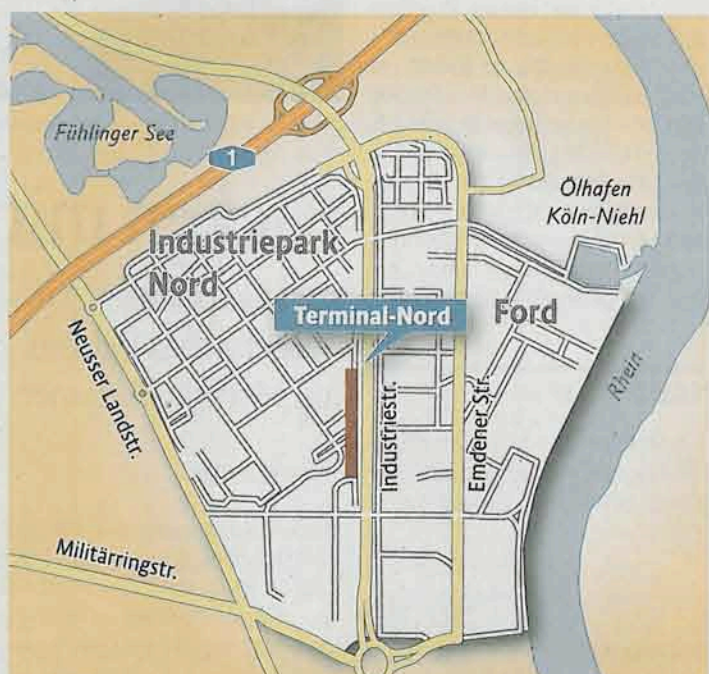 Fühlinger See
1
Ölhafen
Köln-Niehl
Industriepark
Nord
Terminal-Nord
Ford
Neusser Landstr.
Industriestr.
Emdener Str.
Rhein
Militärringstr.